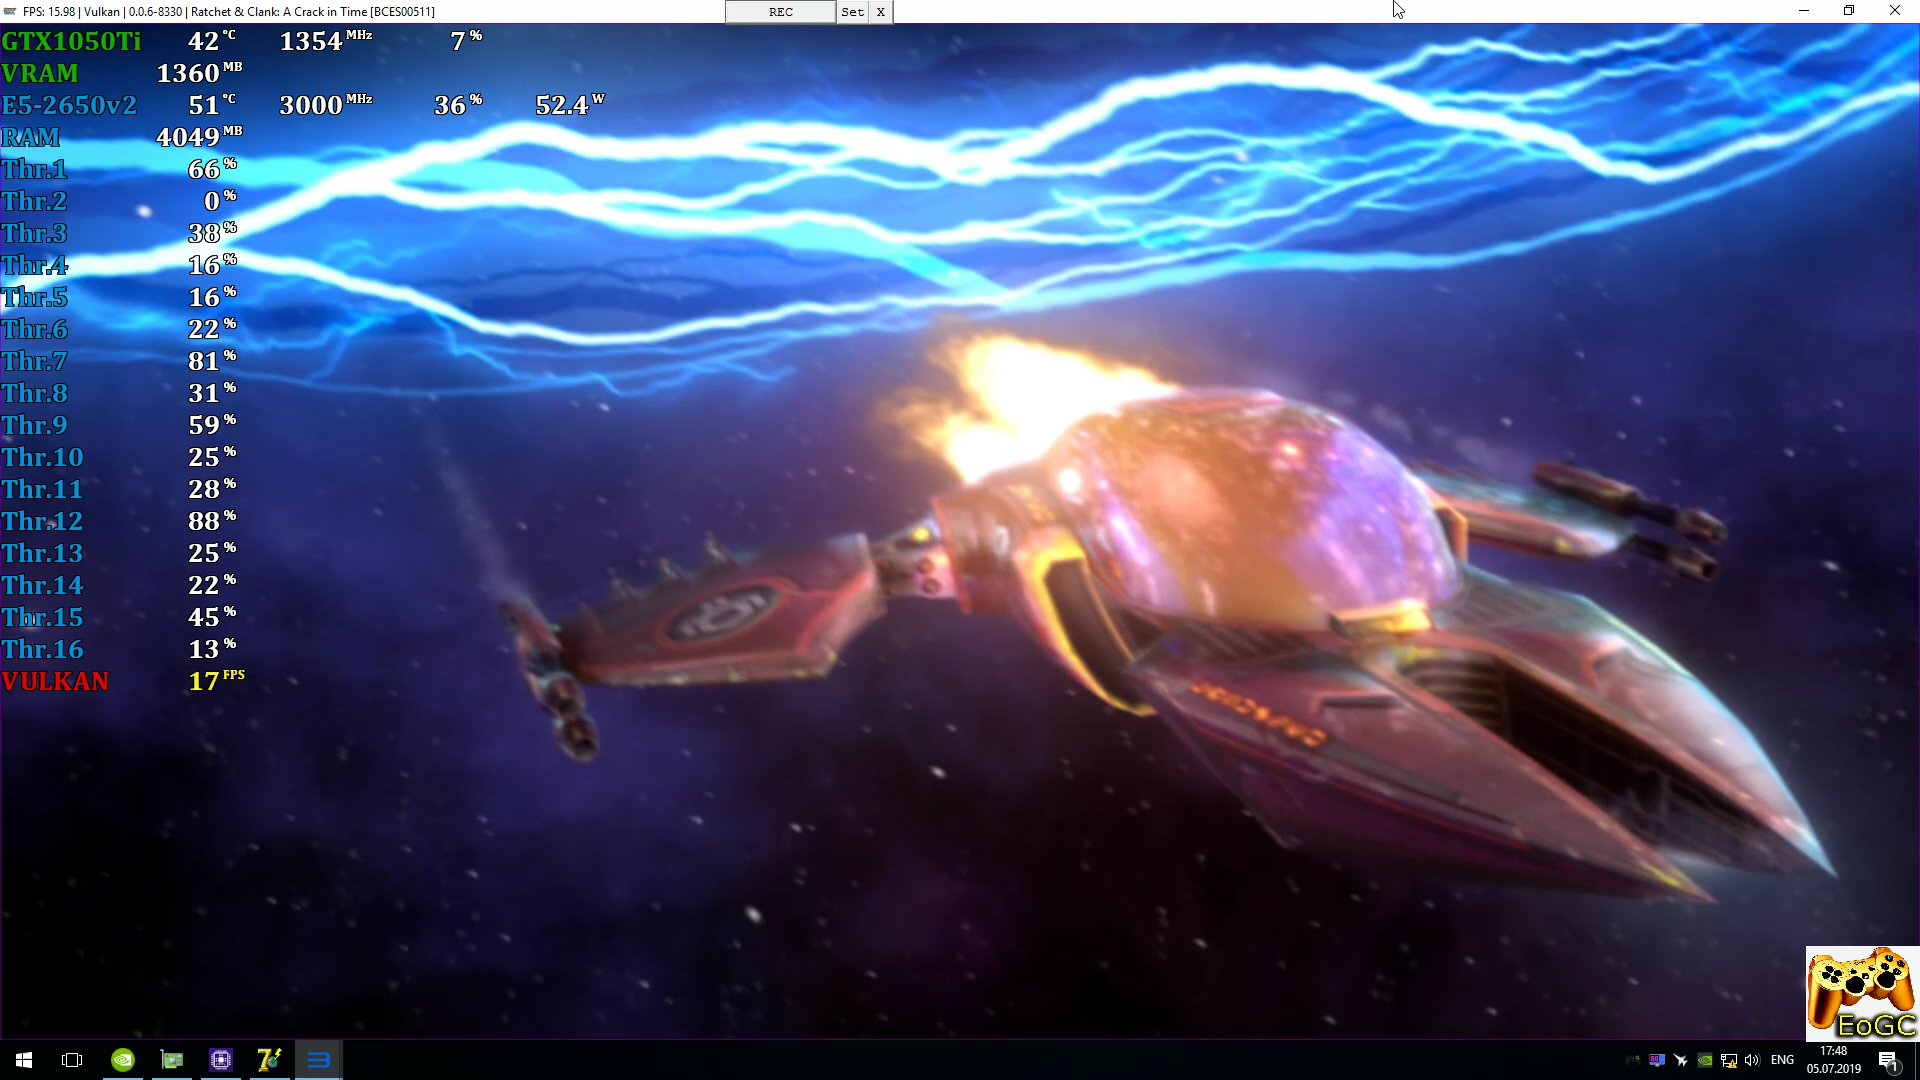 FPS: 15.98 | Vulkan | 0.0.6-8330 | Ratchet & Clank: A Crack in Time [BCES00511]
REC Set X
GTX1050Ti 42 °C 1354 MHz 7 %
VRAM 1360 MB
E5-2650v2 51 °C 3000 MHz 36 % 52.4 W
RAM 4049 MB
Thr.1 66 %
Thr.2 0 %
Thr.3 38 %
Thr.4 16 %
Thr.5 16 %
Thr.6 22 %
Thr.7 81 %
Thr.8 31 %
Thr.9 59 %
Thr.10 25 %
Thr.11 28 %
Thr.12 88 %
Thr.13 25 %
Thr.14 22 %
Thr.15 45 %
Thr.16 13 %
VULKAN 17 FPS
EoGC
ENG
17:48
05.07.2019
1